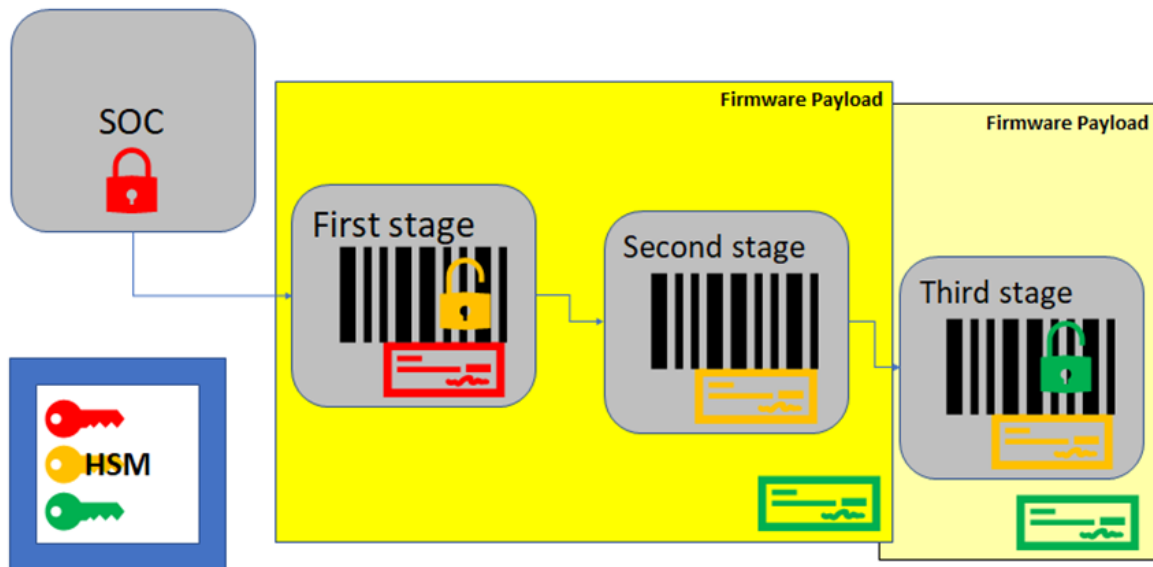 SOC
Firmware Payload
Firmware Payload
First stage
Second stage
Third stage
HSM